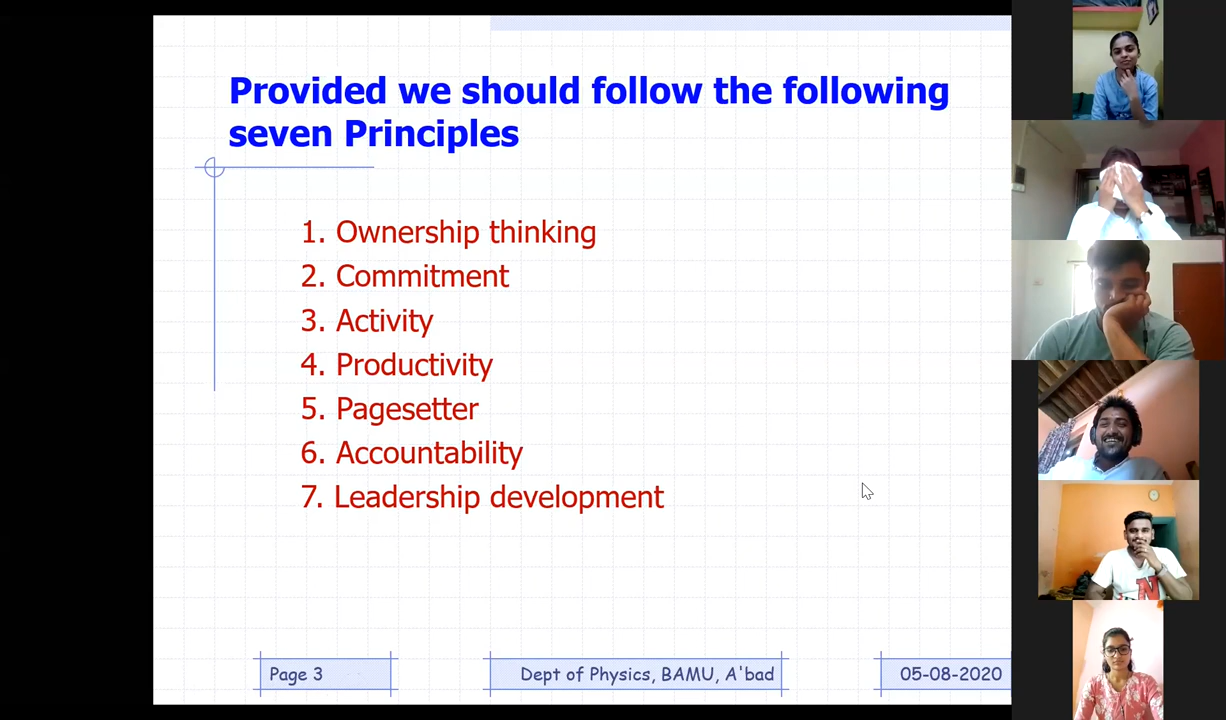 Provided we should follow the following
seven Principles
1. Ownership thinking
2. Commitment
3. Activity
4. Productivity
5. Pagesetter
6. Accountability
7. Leadership development
Page 3
Dept of Physics, BAMU, A'bad
05-08-2020
N